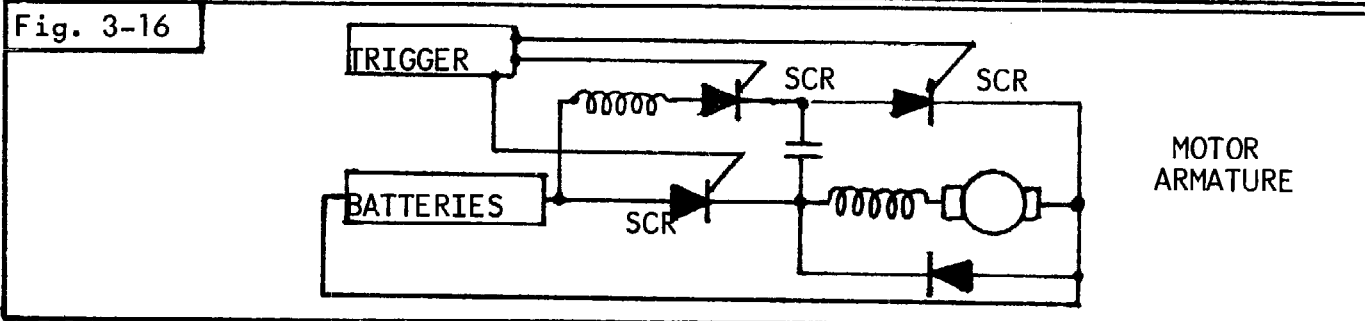 Fig. 3-16
TRIGGER
SCR
SCR
MOTOR
ARMATURE
BATTERIES
SCR